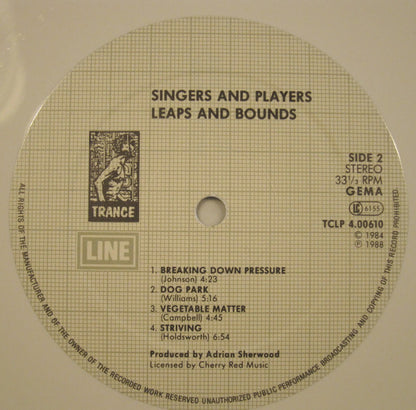 SINGERS AND PLAYERS
LEAPS AND BOUNDS
SIDE 2
STEREO
33⅓ RPM
GEMA
LC 6155
TCLP 4.00610
© 1984
℗ 1988
TRANCE
LINE
1. BREAKING DOWN PRESSURE
(Johnson) 4:23
2. DOG PARK
(Williams) 5:16
3. VEGETABLE MATTER
(Campbell) 4:45
4. STRIVING
(Holdsworth) 6:54
Produced by Adrian Sherwood
Licensed by Cherry Red Music
ALL RIGHTS OF THE MANUFACTURER AND OF THE OWNER OF THE RECORDED WORK RESERVED UNAUTHORIZED PUBLIC PERFORMANCE BROADCASTING AND COPYING OF THIS RECORD PROHIBITED